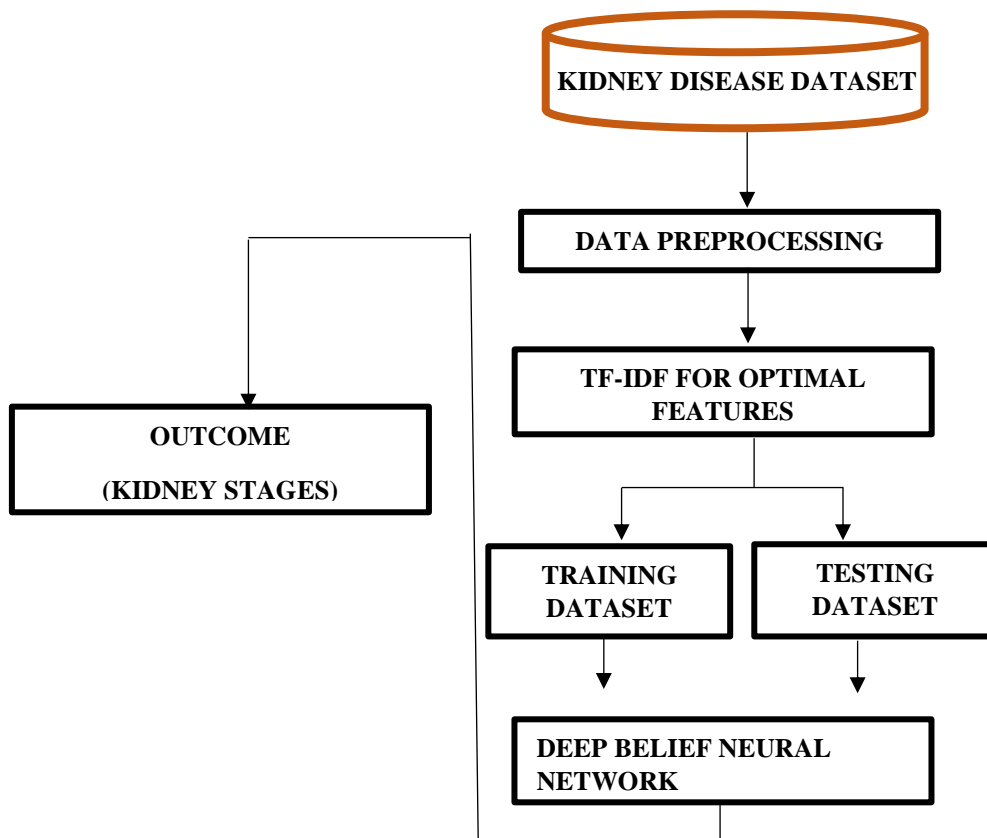 KIDNEY DISEASE DATASET
DATA PREPROCESSING
TF-IDF FOR OPTIMAL
FEATURES
OUTCOME
(KIDNEY STAGES)
TRAINING
DATASET
TESTING
DATASET
DEEP BELIEF NEURAL
NETWORK